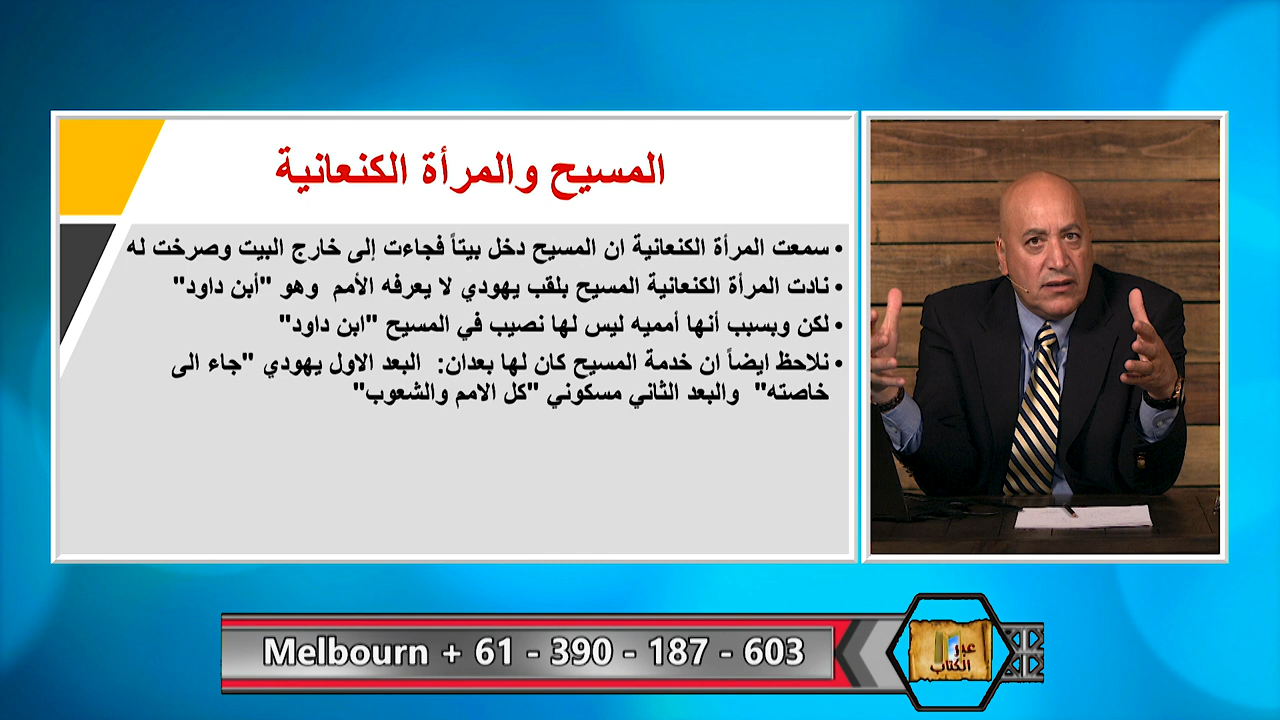 المسيح والمرأة الكنعانية
• سمعت المرأة الكنعانية ان المسيح دخل بيتاً فجاءت إلى خارج البيت وصرخت له
• نادت المرأة الكنعانية المسيح بلقب يهودي لا يعرفه الأمم وهو "أبن داود"
• لكن وبسبب أنها أمميه ليس لها نصيب في المسيح "ابن داود"
• نلاحظ ايضاً ان خدمة المسيح كان لها بعدان: البعد الاول يهودي "جاء الى
خاصته" والبعد الثاني مسكوني "كل الامم والشعوب"
Melbourn + 61 - 390 - 187 - 603
عبر
الكتاب